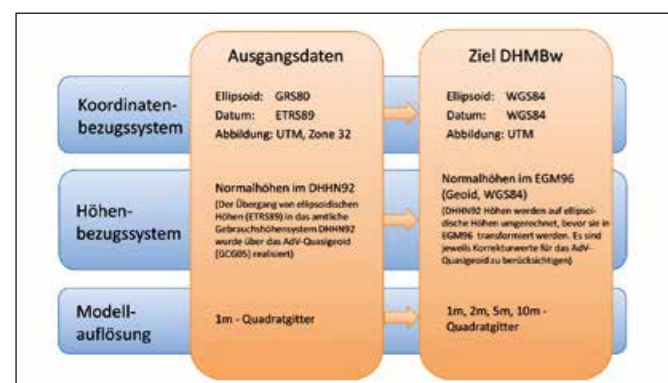 Ausgangsdaten
Ziel DHMBw
Koordinaten-
bezugssystem
Ellipsoid: GRS80
Datum: ETRS89
Abbildung: UTM, Zone 32
Ellipsoid: WGS84
Datum: WGS84
Abbildung: UTM
Höhen-
bezugssystem
Normalhöhen im DHHN92
(Der Übergang von ellipsoidischen
Höhen (ETRS89) in das amtliche
Gebrauchshöhensystem DHHN92
wurde über das AdV-Quasigeoid
(GCG05) realisiert)
Normalhöhen im EGM96
(Geoid, WGS84)
(DHHN92 Höhen werden auf ellipsoi-
dische Höhen umgerechnet, bevor sie in
EGM96 transformiert werden. Es sind
jeweils Korrekturwerte für das AdV-
Quasigeoid zu berücksichtigen)
Modell-
auflösung
1m - Quadratgitter
1m, 2m, 5m, 10m -
Quadratgitter